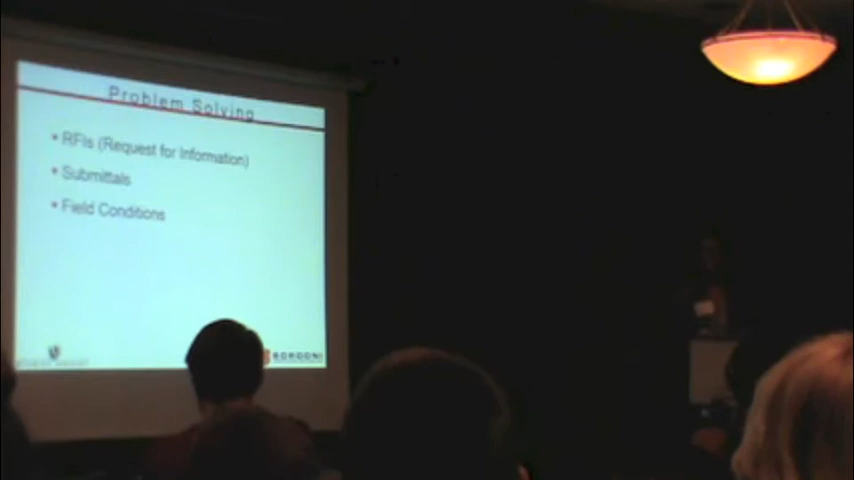 Problem Solving
• RFIs (Request for Information)
• Submittals
• Field Conditions